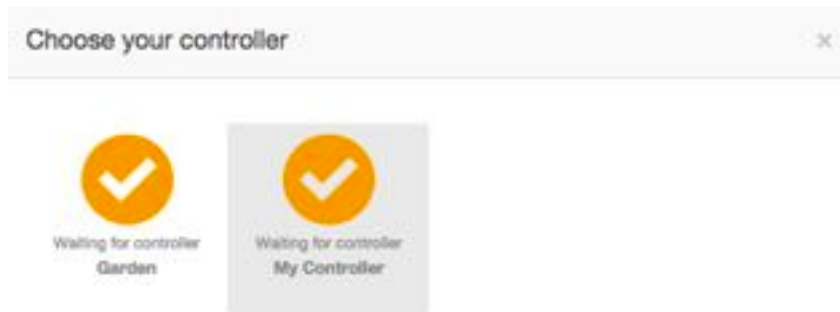 Choose your controller
Waiting for controller
Garden
Waiting for controller
My Controller